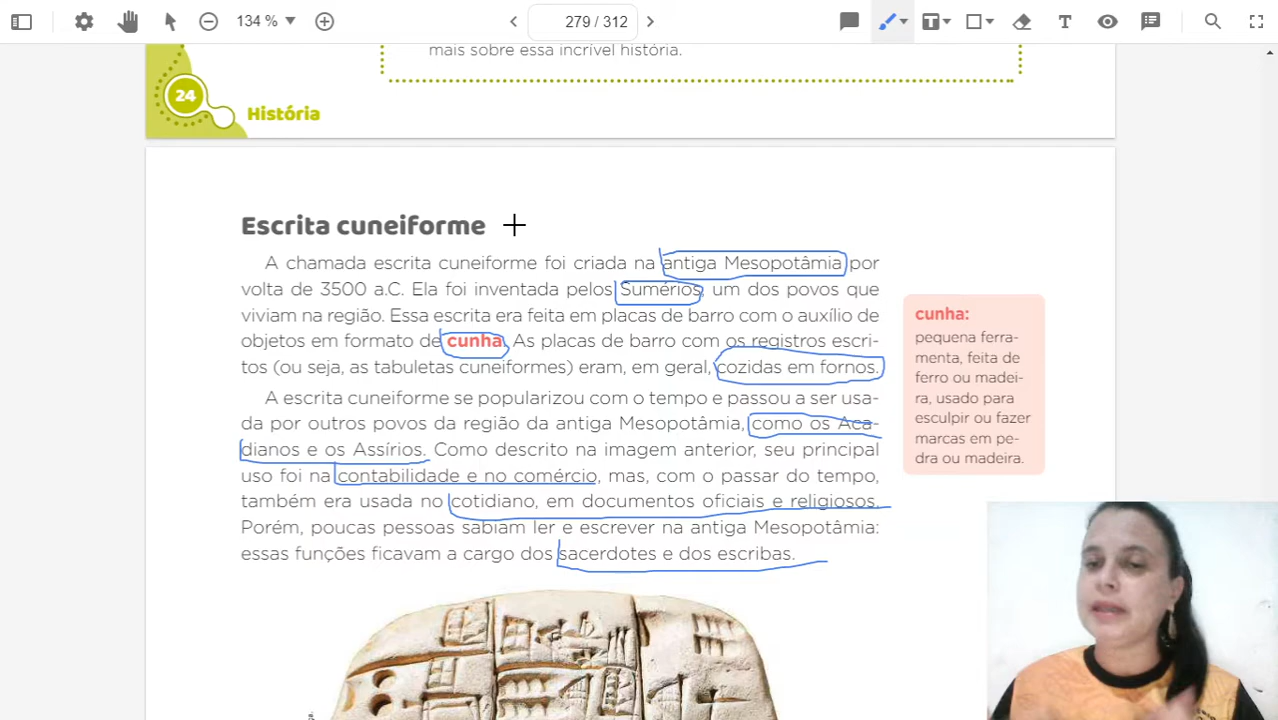 134 %
279 / 312
mais sobre essa incrível história.
24
História
Escrita cuneiforme
A chamada escrita cuneiforme foi criada na antiga Mesopotâmia por
volta de 3500 a.C. Ela foi inventada pelos Sumérios, um dos povos que
viviam na região. Essa escrita era feita em placas de barro com o auxílio de
objetos em formato de cunha. As placas de barro com os registros escri-
tos (ou seja, as tabuletas cuneiformes) eram, em geral, cozidas em fornos.
A escrita cuneiforme se popularizou com o tempo e passou a ser usa-
da por outros povos da região da antiga Mesopotâmia, como os Aca-
dianos e os Assírios. Como descrito na imagem anterior, seu principal
uso foi na contabilidade e no comércio, mas, com o passar do tempo,
também era usada no cotidiano, em documentos oficiais e religiosos.
Porém, poucas pessoas sabiam ler e escrever na antiga Mesopotâmia:
essas funções ficavam a cargo dos sacerdotes e dos escribas.
cunha:
pequena ferra-
menta, feita de
ferro ou madei-
ra, usado para
esculpir ou fazer
marcas em pe-
dra ou madeira.